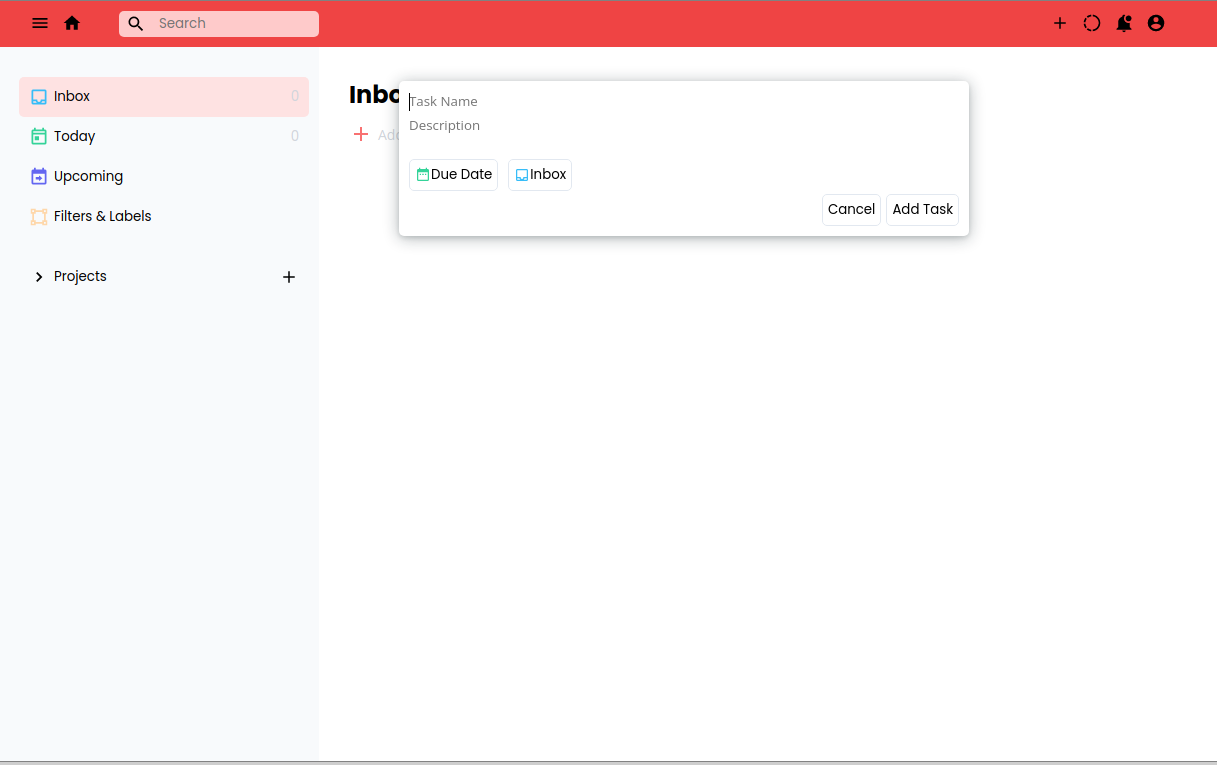 Search
Inbox 0
Today 0
Upcoming
Filters & Labels
Projects
Inbo
Add
Task Name
Description
Due Date Inbox
Cancel Add Task